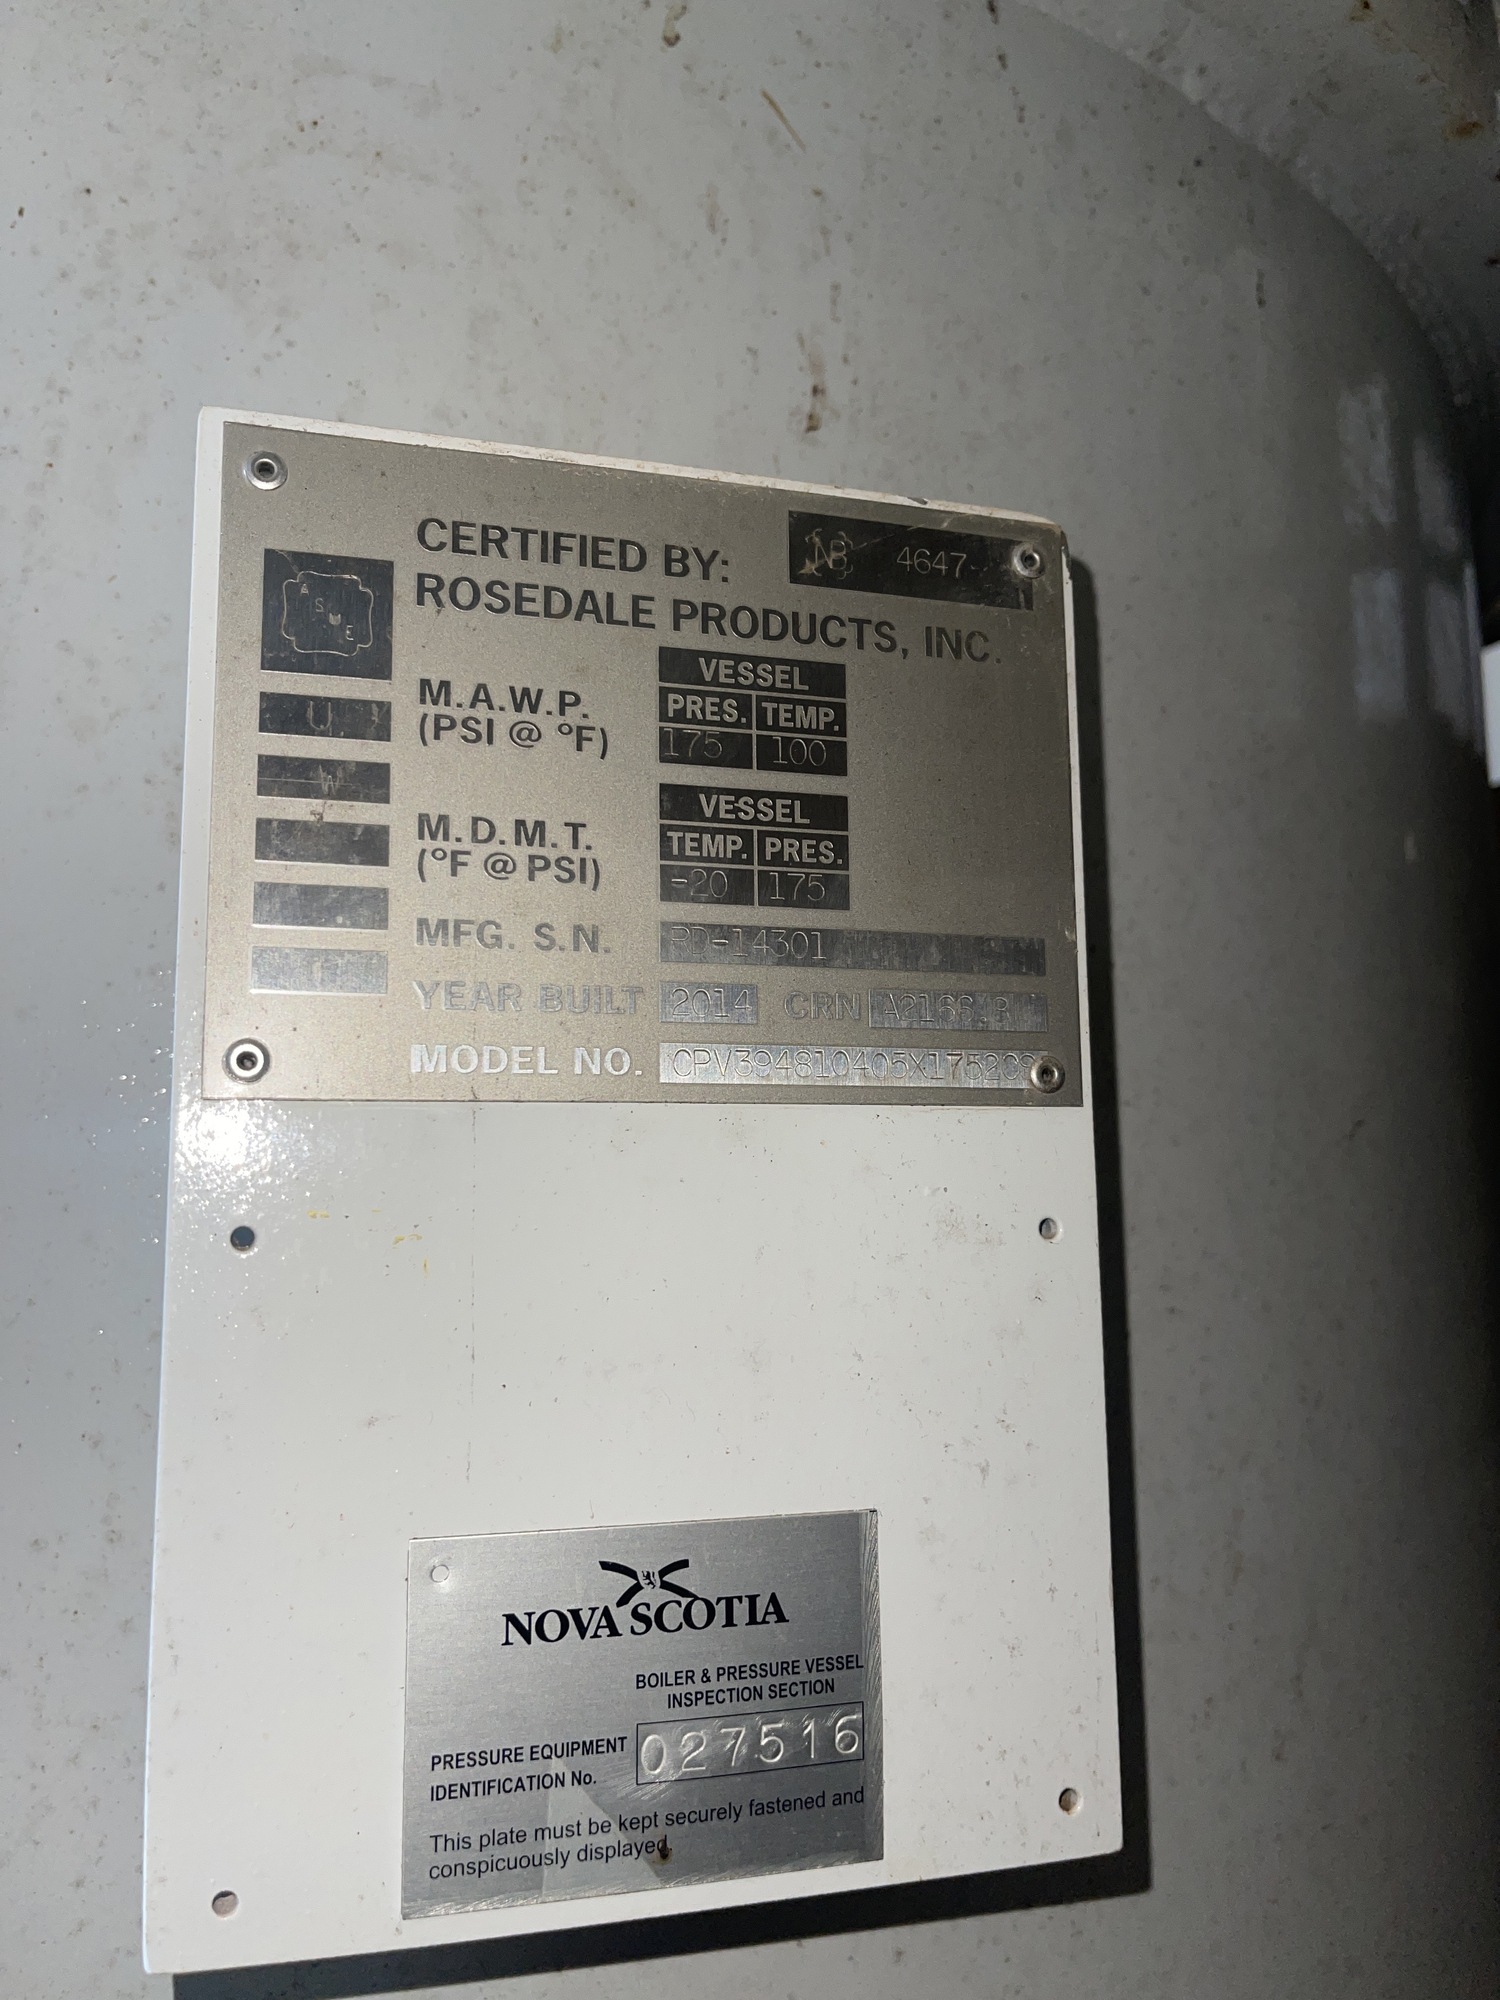 CERTIFIED BY:
NB 4647
ROSEDALE PRODUCTS, INC.
ASME
U
W
M.A.W.P.
(PSI @ °F)
VESSEL
PRES. TEMP.
175 100
M.D.M.T.
(°F @ PSI)
VESSEL
TEMP. PRES.
-20 175
MFG. S.N. RD-14301
YEAR BUILT 2014 CRN
MODEL NO.
NOVA SCOTIA
BOILER & PRESSURE VESSEL
INSPECTION SECTION
PRESSURE EQUIPMENT
IDENTIFICATION No.
027516
This plate must be kept securely fastened and
conspicuously displayed.